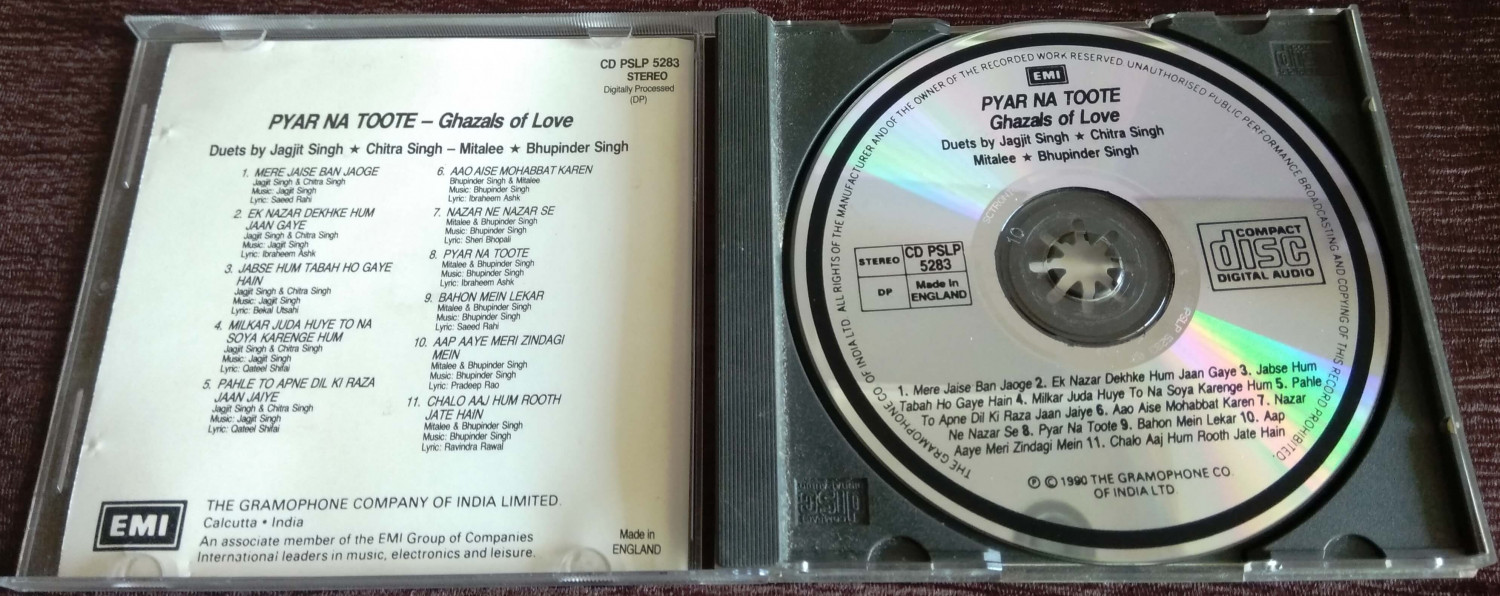 CD PSLP 5283
STEREO
Digitally Processed
(DP)
PYAR NA TOOTE – Ghazals of Love
Duets by Jagjit Singh ★ Chitra Singh – Mitalee ★ Bhupinder Singh
1. MERE JAISE BAN JAOGE
Jagjit Singh & Chitra Singh
Music: Jagjit Singh
Lyric: Saeed Rahi
2. EK NAZAR DEKHKE HUM
JAAN GAYE
Jagjit Singh & Chitra Singh
Music: Jagjit Singh
Lyric: Ibraheem Ashk
3. JABSE HUM TABAH HO GAYE
HAIN
Jagjit Singh & Chitra Singh
Music: Jagjit Singh
Lyric: Bekal Utsahi
4. MILKAR JUDA HUYE TO NA
SOYA KARENGE HUM
Jagjit Singh & Chitra Singh
Music: Jagjit Singh
Lyric: Qateel Shifai
5. PAHLE TO APNE DIL KI RAZA
JAAN JAIYE
Jagjit Singh & Chitra Singh
Music: Jagjit Singh
Lyric: Qateel Shifai
6. AAO AISE MOHABBAT KAREN
Bhupinder Singh & Mitalee
Music: Bhupinder Singh
Lyric: Ibraheem Ashk
7. NAZAR NE NAZAR SE
Mitalee & Bhupinder Singh
Music: Bhupinder Singh
Lyric: Sheri Bhopali
8. PYAR NA TOOTE
Mitalee & Bhupinder Singh
Music: Bhupinder Singh
Lyric: Ibraheem Ashk
9. BAHON MEIN LEKAR
Mitalee & Bhupinder Singh
Music: Bhupinder Singh
Lyric: Saeed Rahi
10. AAP AAYE MERI ZINDAGI
MEIN
Mitalee & Bhupinder Singh
Music: Bhupinder Singh
Lyric: Pradeep Rao
11. CHALO AAJ HUM ROOTH
JATE HAIN
Mitalee & Bhupinder Singh
Music: Bhupinder Singh
Lyric: Ravindra Rawal
EMI
THE GRAMOPHONE COMPANY OF INDIA LIMITED.
Calcutta • India
An associate member of the EMI Group of Companies
International leaders in music, electronics and leisure.
Made in
ENGLAND
THE GRAMOPHONE CO. OF INDIA LTD. ALL RIGHTS OF THE MANUFACTURER AND OF THE OWNER OF THE RECORDED WORK RESERVED UNAUTHORISED PUBLIC PERFORMANCE BROADCASTING AND COPYING OF THIS RECORD PROHIBITED.
EMI
PYAR NA TOOTE
Ghazals of Love
Duets by Jagjit Singh ★ Chitra Singh
Mitalee ★ Bhupinder Singh
STEREO
CD PSLP
5283
DP
Made in
ENGLAND
COMPACT
disc
DIGITAL AUDIO
10
1. Mere Jaise Ban Jaoge 2. Ek Nazar Dekhke Hum Jaan Gaye 3. Jabse Hum
Tabah Ho Gaye Hain 4. Milkar Juda Huye To Na Soya Karenge Hum 5. Pahle
To Apne Dil Ki Raza Jaan Jaiye 6. Aao Aise Mohabbat Karen 7. Nazar
Ne Nazar Se 8. Pyar Na Toote 9. Bahon Mein Lekar 10. Aap
Aaye Meri Zindagi Mein 11. Chalo Aaj Hum Rooth Jate Hain
℗ © 1990 THE GRAMOPHONE CO.
OF INDIA LTD.